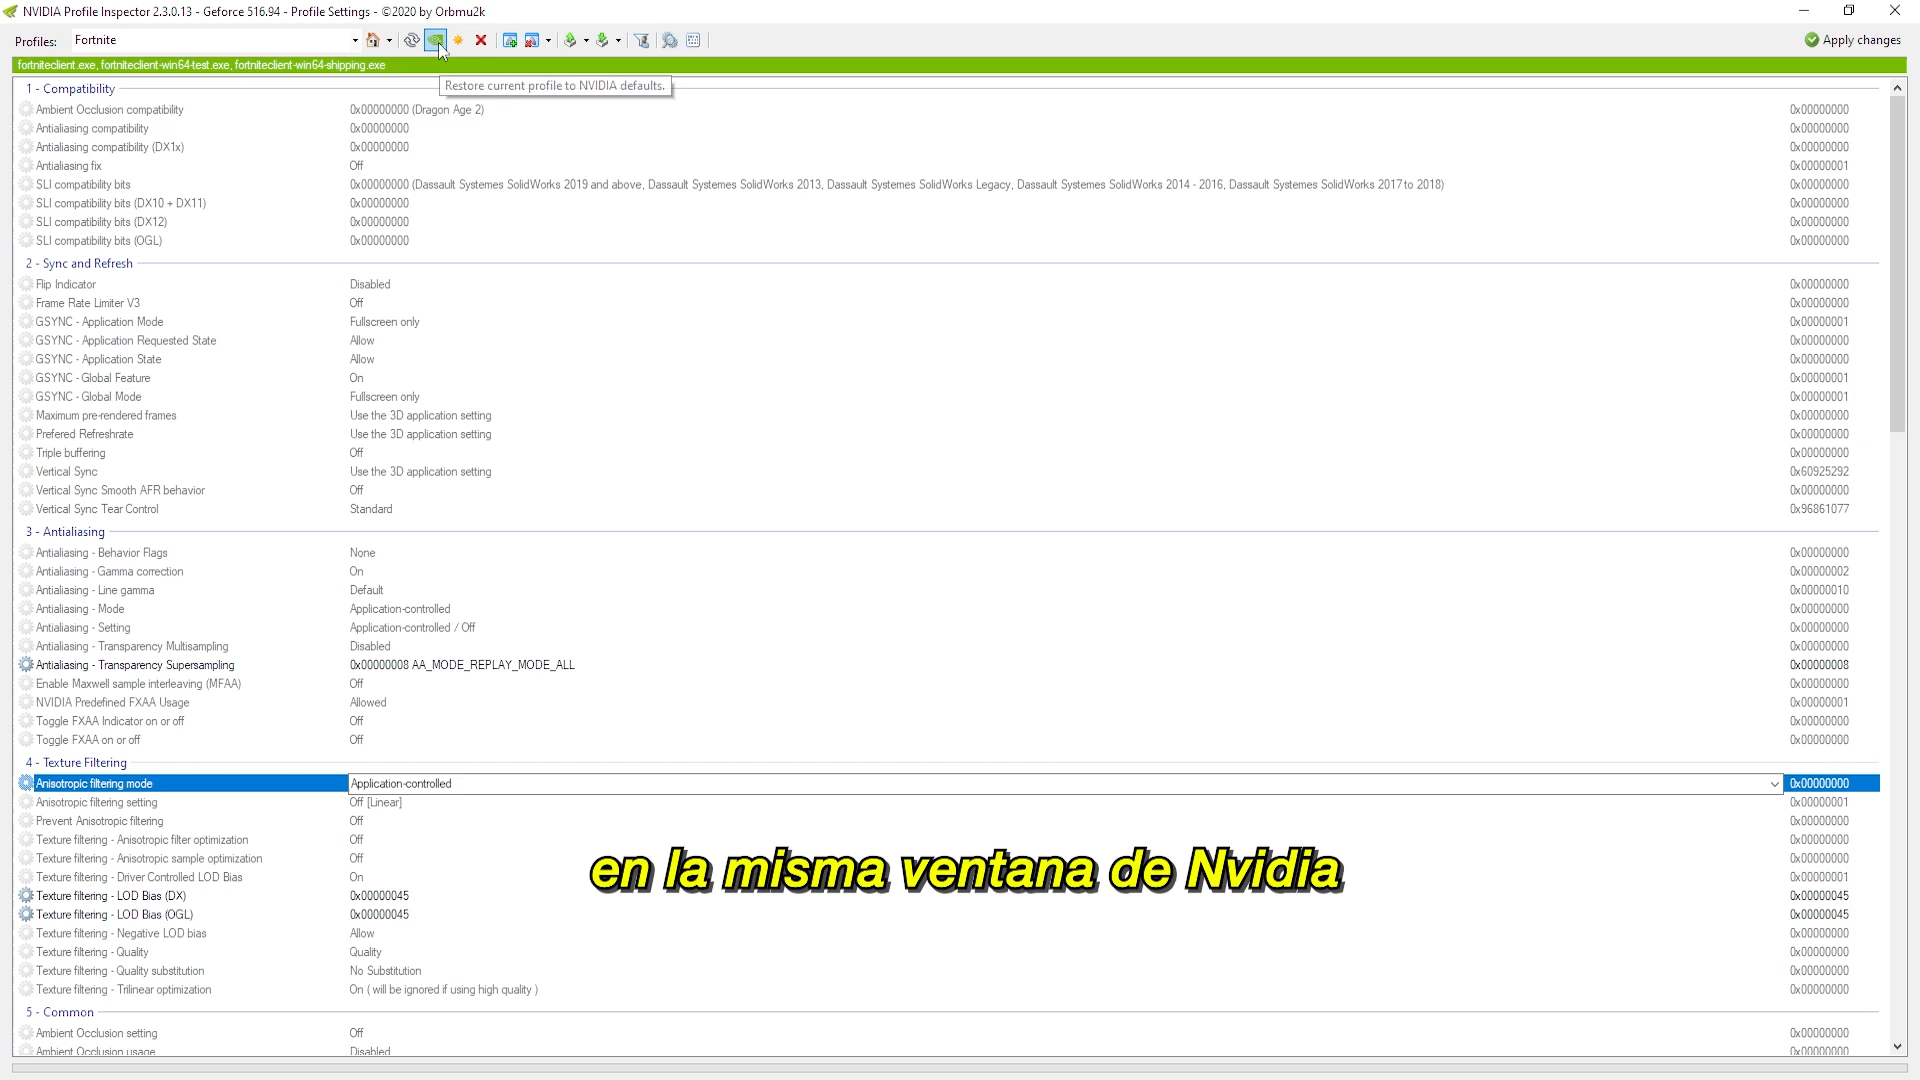 NVIDIA Profile Inspector 2.3.0.13 - Geforce 516.94 - Profile Settings - ©2020 by Orbmu2k
Profiles: Fortnite Apply changes
fortniteclient.exe, fortniteclient-win64-test.exe, fortniteclient-win64-shipping.exe
Restore current profile to NVIDIA defaults.
1 - Compatibility
Ambient Occlusion compatibility 0x00000000 (Dragon Age 2) 0x00000000
Antialiasing compatibility 0x00000000 0x00000000
Antialiasing compatibility (DX1x) 0x00000000 0x00000000
Antialiasing fix Off 0x00000001
SLI compatibility bits 0x00000000 (Dassault Systemes SolidWorks 2019 and above, Dassault Systemes SolidWorks 2013, Dassault Systemes SolidWorks Legacy, Dassault Systemes SolidWorks 2014 - 2016, Dassault Systemes SolidWorks 2017 to 2018) 0x00000000
SLI compatibility bits (DX10 + DX11) 0x00000000 0x00000000
SLI compatibility bits (DX12) 0x00000000 0x00000000
SLI compatibility bits (OGL) 0x00000000 0x00000000
2 - Sync and Refresh
Flip Indicator Disabled 0x00000000
Frame Rate Limiter V3 Off 0x00000000
GSYNC - Application Mode Fullscreen only 0x00000001
GSYNC - Application Requested State Allow 0x00000000
GSYNC - Application State Allow 0x00000000
GSYNC - Global Feature On 0x00000001
GSYNC - Global Mode Fullscreen only 0x00000001
Maximum pre-rendered frames Use the 3D application setting 0x00000000
Prefered Refreshrate Use the 3D application setting 0x00000000
Triple buffering Off 0x00000000
Vertical Sync Use the 3D application setting 0x60925292
Vertical Sync Smooth AFR behavior Off 0x00000000
Vertical Sync Tear Control Standard 0x96861077
3 - Antialiasing
Antialiasing - Behavior Flags None 0x00000000
Antialiasing - Gamma correction On 0x00000002
Antialiasing - Line gamma Default 0x00000010
Antialiasing - Mode Application-controlled 0x00000000
Antialiasing - Setting Application-controlled / Off 0x00000000
Antialiasing - Transparency Multisampling Disabled 0x00000000
Antialiasing - Transparency Supersampling 0x00000008 AA_MODE_REPLAY_MODE_ALL 0x00000008
Enable Maxwell sample interleaving (MFAA) Off 0x00000000
NVIDIA Predefined FXAA Usage Allowed 0x00000001
Toggle FXAA Indicator on or off Off 0x00000000
Toggle FXAA on or off Off 0x00000000
4 - Texture Filtering
Anisotropic filtering mode Application-controlled 0x00000000
Anisotropic filtering setting Off [Linear] 0x00000001
Prevent Anisotropic filtering Off 0x00000000
Texture filtering - Anisotropic filter optimization Off 0x00000000
Texture filtering - Anisotropic sample optimization Off 0x00000000
Texture filtering - Driver Controlled LOD Bias On 0x00000001
Texture filtering - LOD Bias (DX) 0x00000045 0x00000045
Texture filtering - LOD Bias (OGL) 0x00000045 0x00000045
Texture filtering - Negative LOD bias Allow 0x00000000
Texture filtering - Quality Quality 0x00000000
Texture filtering - Quality substitution No Substitution 0x00000000
Texture filtering - Trilinear optimization On ( will be ignored if using high quality ) 0x00000000
en la misma ventana de Nvidia
5 - Common
Ambient Occlusion setting Off 0x00000000
Ambient Occlusion usage Disabled 0x00000000